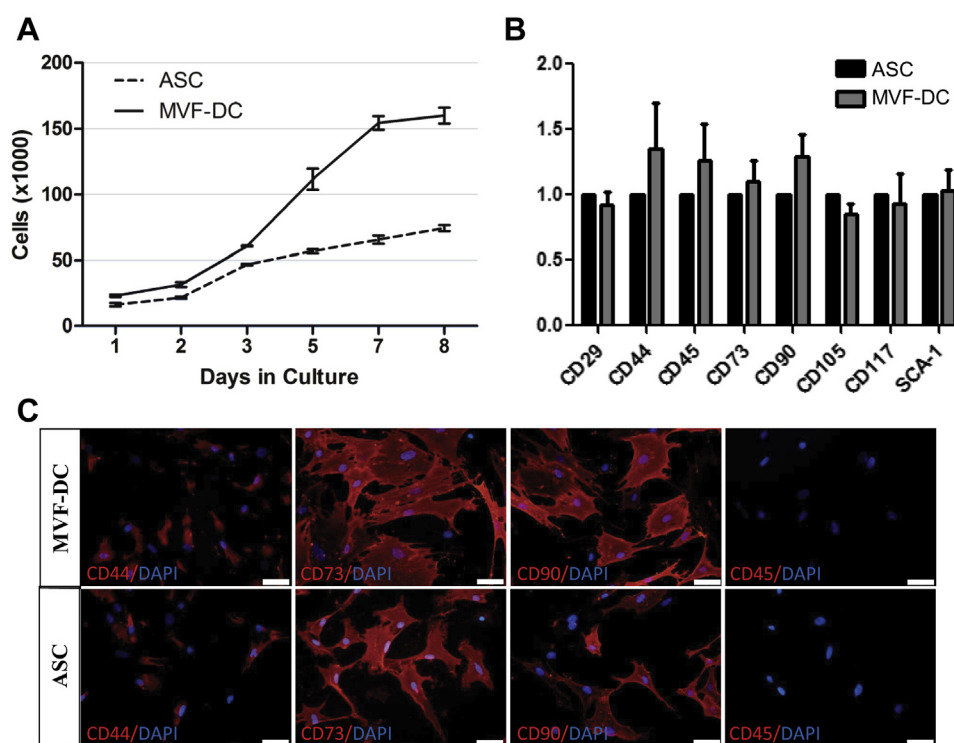 A
200
150
100
50
0
Cells (x1000)
ASC
MVF-DC
1 2 3 5 7 8
Days in Culture
B
2.0
1.5
1.0
0.5
0.0
ASC
MVF-DC
CD29 CD44 CD45 CD73 CD90 CD105 CD117 SCA-1
C
MVF-DC
CD44/DAPI CD73/DAPI CD90/DAPI CD45/DAPI
ASC
CD44/DAPI CD73/DAPI CD90/DAPI CD45/DAPI